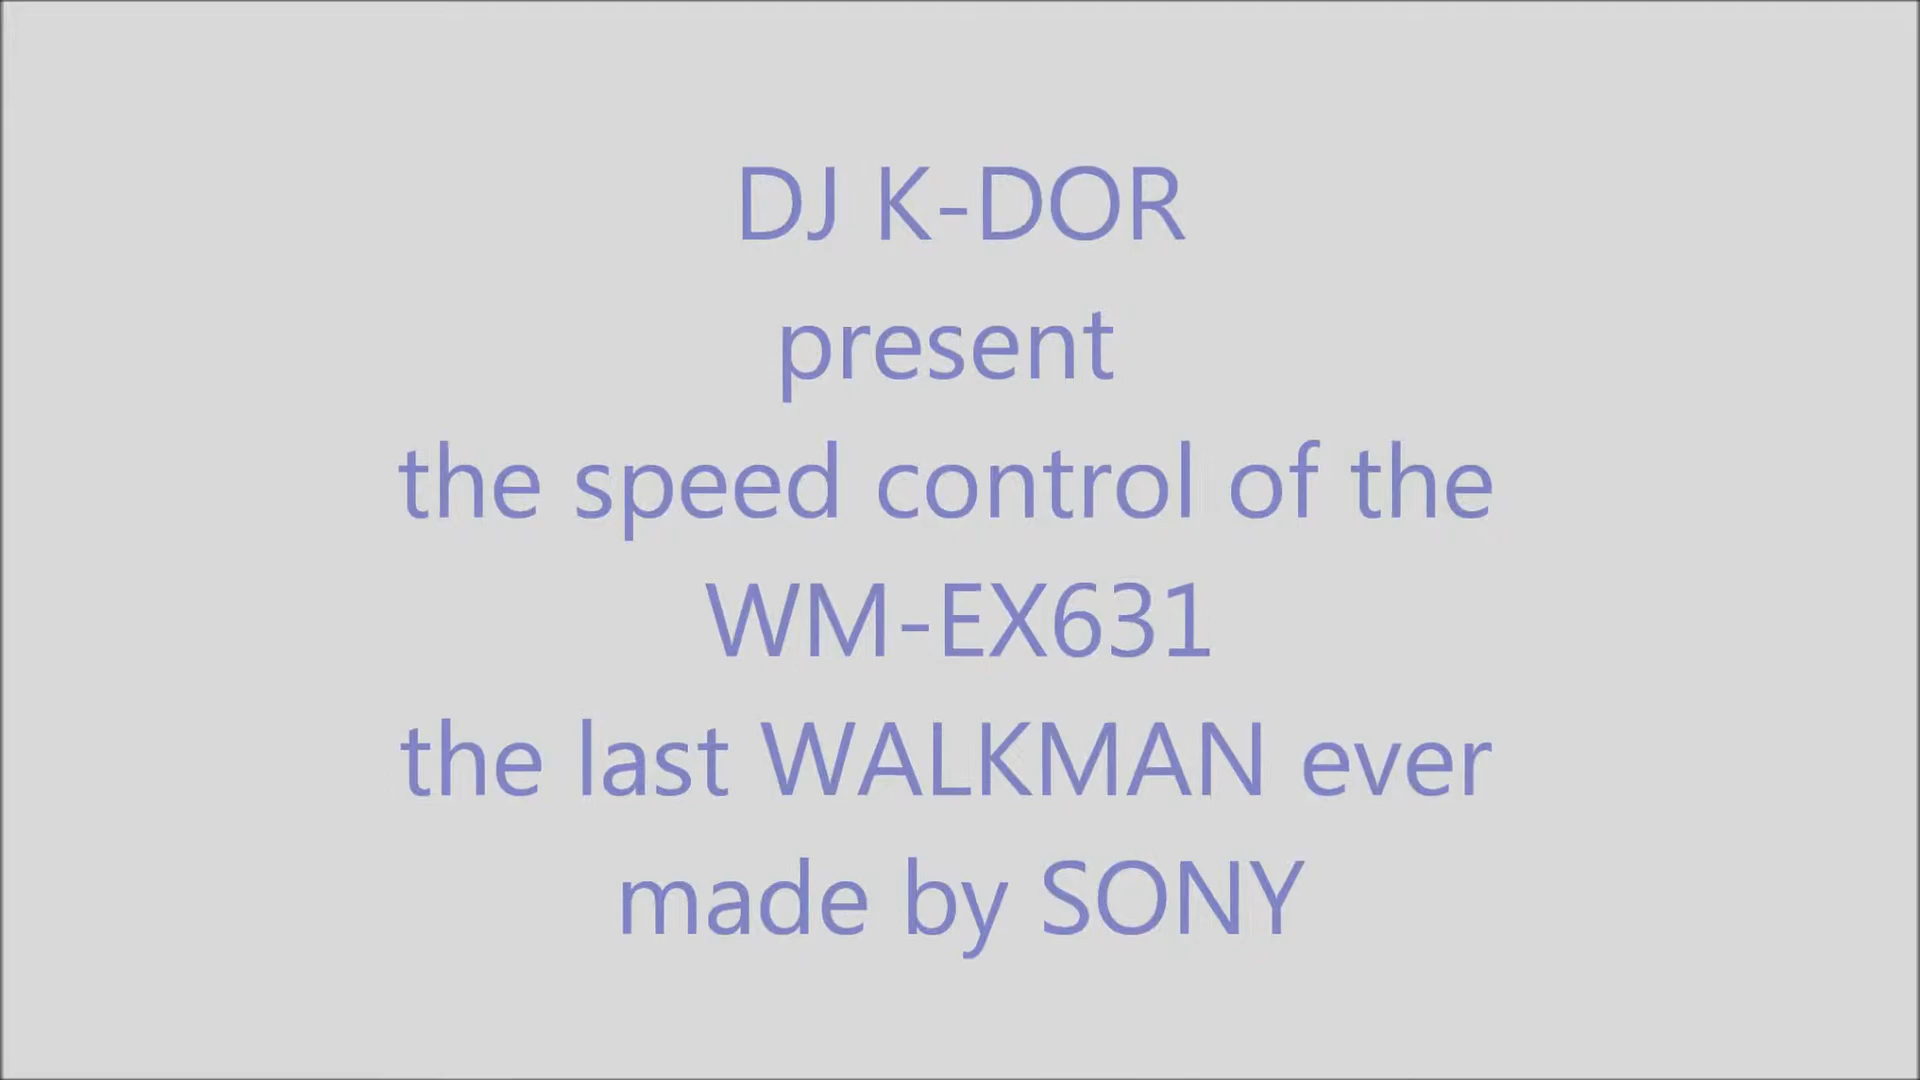 DJ K-DOR
present
the speed control of the
WM-EX631
the last WALKMAN ever
made by SONY